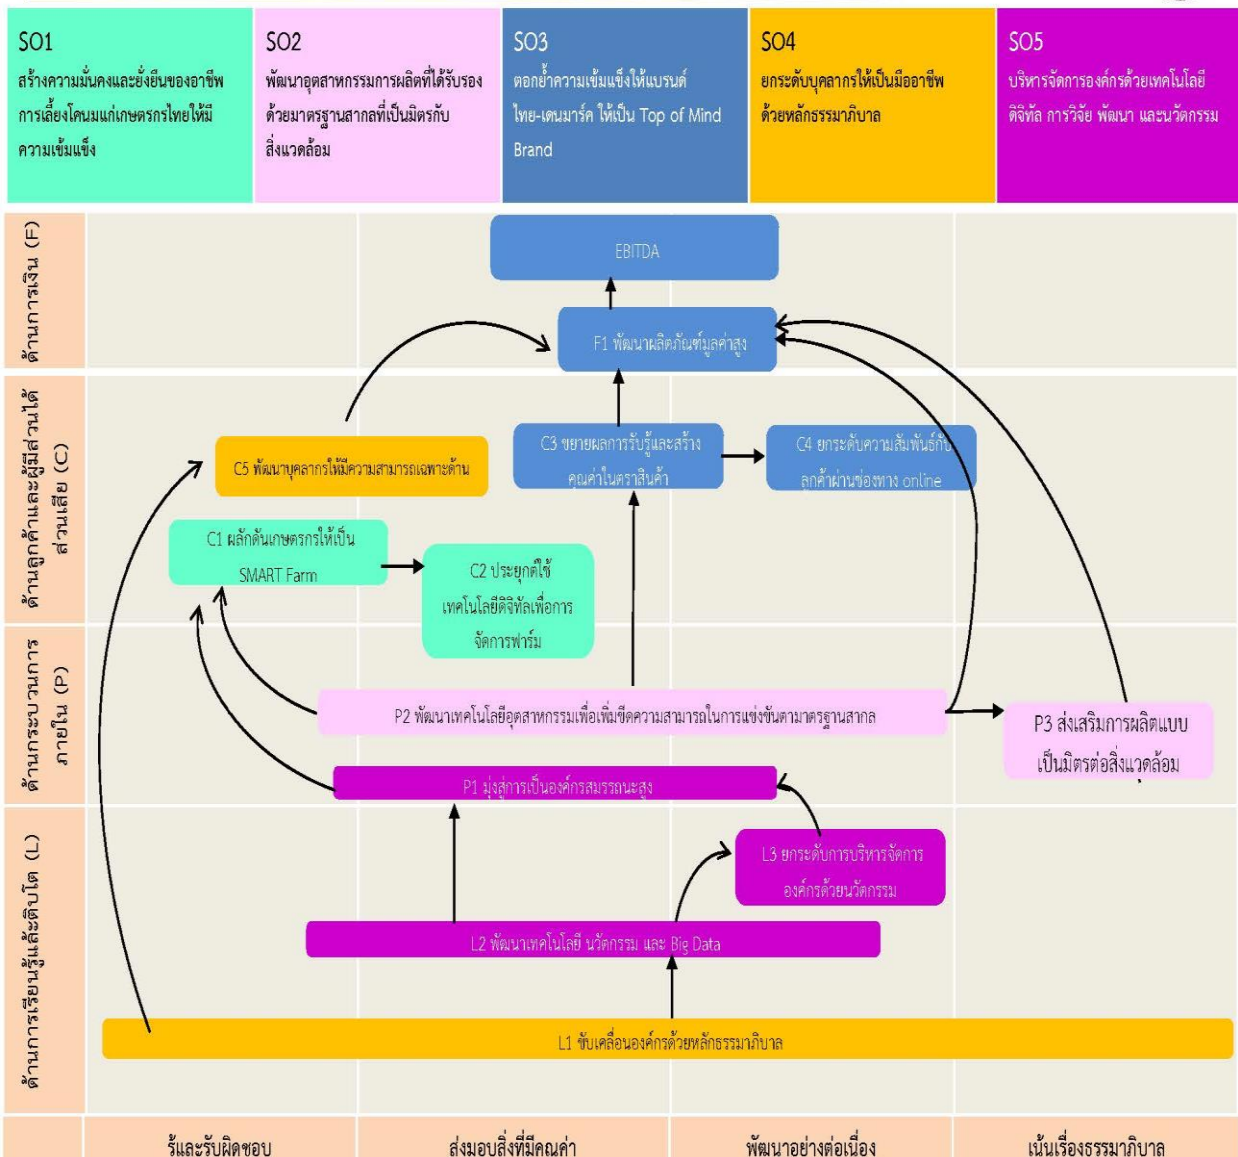 SO1
สร้างความมั่นคงและยั่งยืนของอาชีพ
การเลี้ยงโคนมแก่เกษตรกรไทยให้มี
ความเข้มแข็ง
SO2
พัฒนาอุตสาหกรรมการผลิตที่ได้รับรอง
ด้วยมาตรฐานสากลที่เป็นมิตรกับ
สิ่งแวดล้อม
SO3
ตอกย้ำความเข้มแข็งให้แบรนด์
ไทย-เดนมาร์ค ให้เป็น Top of Mind
Brand
SO4
ยกระดับบุคลากรให้เป็นมืออาชีพ
ด้วยหลักธรรมาภิบาล
SO5
บริหารจัดการองค์กรด้วยเทคโนโลยี
ดิจิทัล การวิจัย พัฒนา และนวัตกรรม
ด้านการเงิน (F)
EBITDA
F1 พัฒนาผลิตภัณฑ์มูลค่าสูง
ด้านลูกค้าและผู้มีส่วนได้
ส่วนเสีย (C)
C5 พัฒนาบุคลากรให้มีความสามารถเฉพาะด้าน
C3 ขยายผลการรับรู้และสร้าง
คุณค่าในตราสินค้า
C4 ยกระดับความสัมพันธ์กับ
ลูกค้าผ่านช่องทาง online
C1 ผลักดันเกษตรกรให้เป็น
SMART Farm
C2 ประยุกต์ใช้
เทคโนโลยีดิจิทัลเพื่อการ
จัดการฟาร์ม
ด้านกระบวนการ
ภายใน (P)
P2 พัฒนาเทคโนโลยีอุตสาหกรรมเพื่อเพิ่มขีดความสามารถในการแข่งขันตามาตรฐานสากล
P3 ส่งเสริมการผลิตแบบ
เป็นมิตรต่อสิ่งแวดล้อม
P1 มุ่งสู่การเป็นองค์กรสมรรถนะสูง
ด้านการเรียนรู้และติบโต (L)
L3 ยกระดับการบริหารจัดการ
องค์กรด้วยนวัตกรรม
L2 พัฒนาเทคโนโลยี นวัตกรรม และ Big Data
L1 ขับเคลื่อนองค์กรด้วยหลักธรรมาภิบาล
รู้และรับผิดชอบ
ส่งมอบสิ่งที่มีคุณค่า
พัฒนาอย่างต่อเนื่อง
เน้นเรื่องธรรมาภิบาล